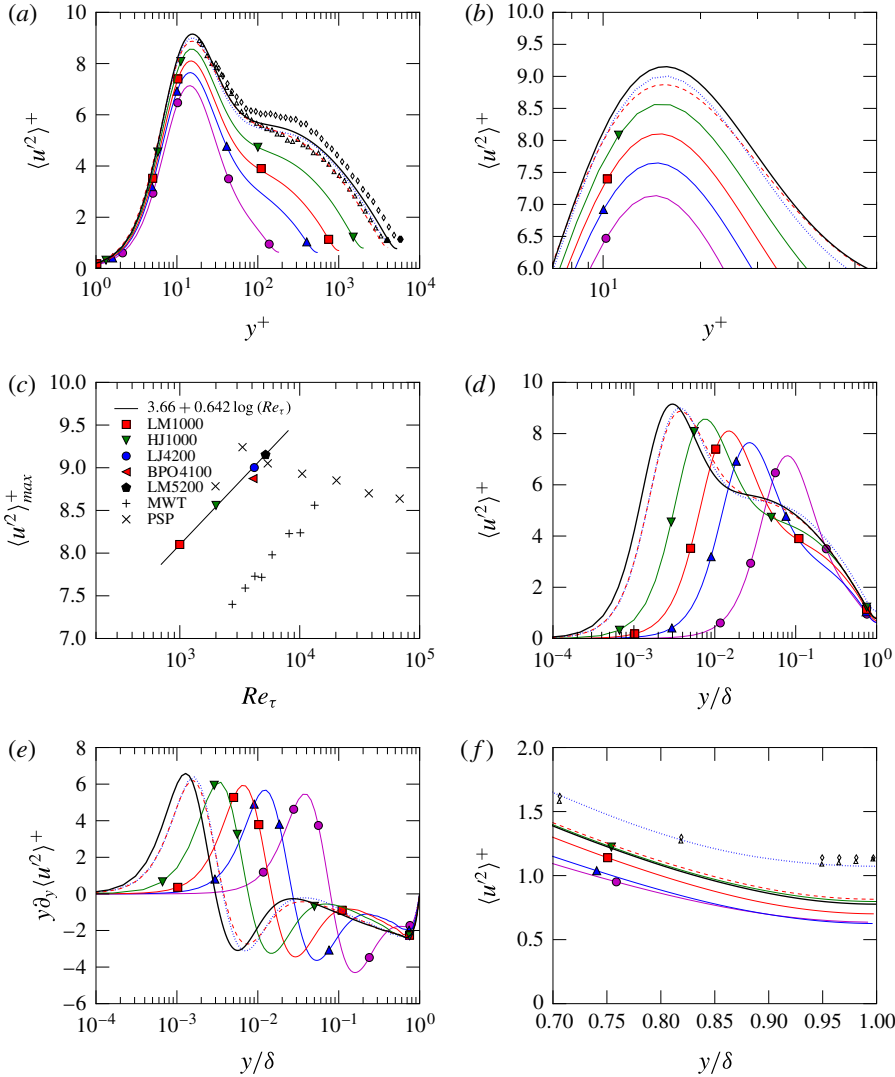 (a)
10
8
6
4
2
0
⟨u′²⟩⁺
10⁰
10¹
10²
10³
10⁴
y⁺
(b)
10.0
9.5
9.0
8.5
8.0
7.5
7.0
6.5
6.0
⟨u′²⟩⁺
10¹
y⁺
(c)
10.0
9.5
9.0
8.5
8.0
7.5
7.0
⟨u′²⟩⁺max
3.66 + 0.642 log (Reτ)
LM1000
HJ1000
LJ4200
BPO4100
LM5200
MWT
PSP
10³
10⁴
10⁵
Reτ
(d)
10
8
6
4
2
0
⟨u′²⟩⁺
10⁻⁴
10⁻³
10⁻²
10⁻¹
10⁰
y/δ
(e)
8
6
4
2
0
−2
−4
−6
y∂y⟨u′²⟩⁺
10⁻⁴
10⁻³
10⁻²
10⁻¹
10⁰
y/δ
(f)
2.0
1.5
1.0
0.5
0
⟨u′²⟩⁺
0.70
0.75
0.80
0.85
0.90
0.95
1.00
y/δ